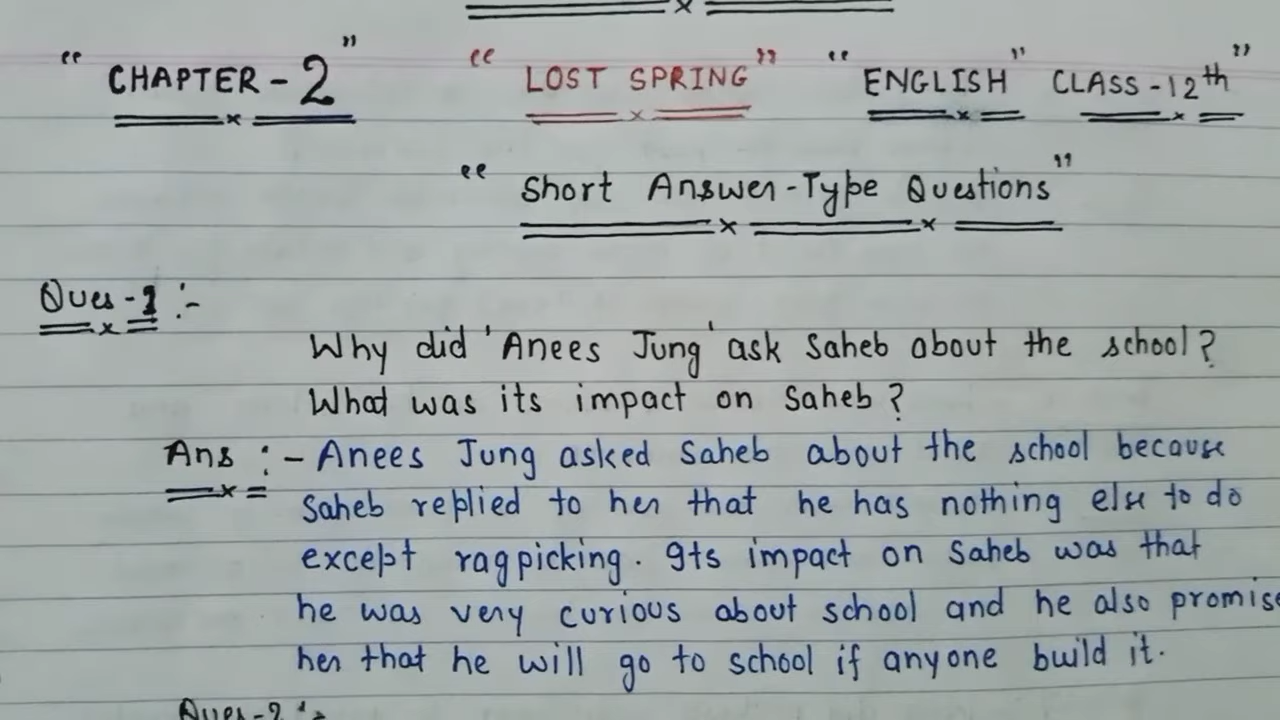 "CHAPTER-2" "LOST SPRING" "ENGLISH" CLASS-12th"
"Short Answer-Type Questions"
Ques-1:-
Why did 'Anees Jung' ask Saheb about the school?
What was its impact on Saheb?
Ans :- Anees Jung asked Saheb about the school because
Saheb replied to her that he has nothing else to do
except ragpicking. Its impact on Saheb was that
he was very curious about school and he also promise
her that he will go to school if anyone build it.
Ques-2:-